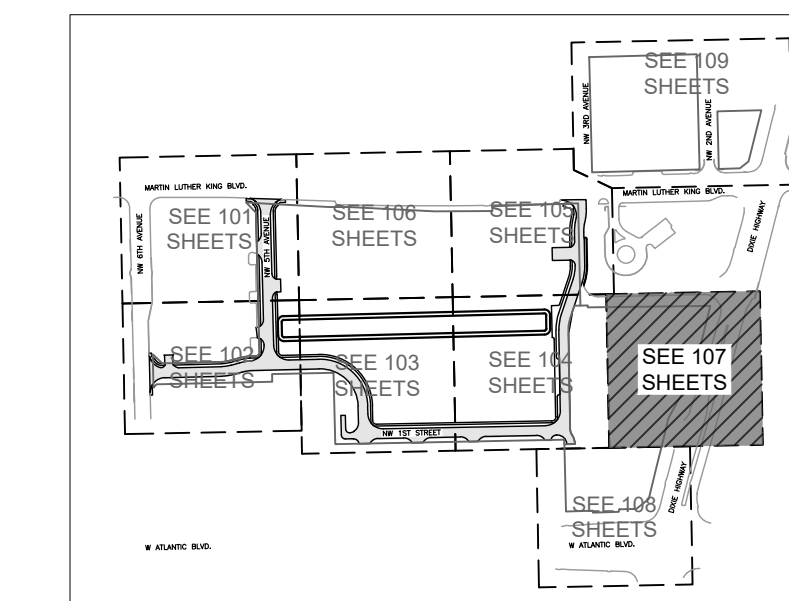 SEE 109
SHEETS
NW 3RD AVENUE
NW 2ND AVENUE
MARTIN LUTHER KING BLVD.
MARTIN LUTHER KING BLVD.
SEE 101
SHEETS
SEE 106
SHEETS
SEE 105
SHEETS
NW 6TH AVENUE
NW 5TH AVENUE
DIXIE HIGHWAY
SEE 102
SHEETS
SEE 103
SHEETS
SEE 104
SHEETS
SEE 107
SHEETS
NW 1ST STREET
DIXIE HIGHWAY
SEE 108
SHEETS
W ATLANTIC BLVD.
W ATLANTIC BLVD.